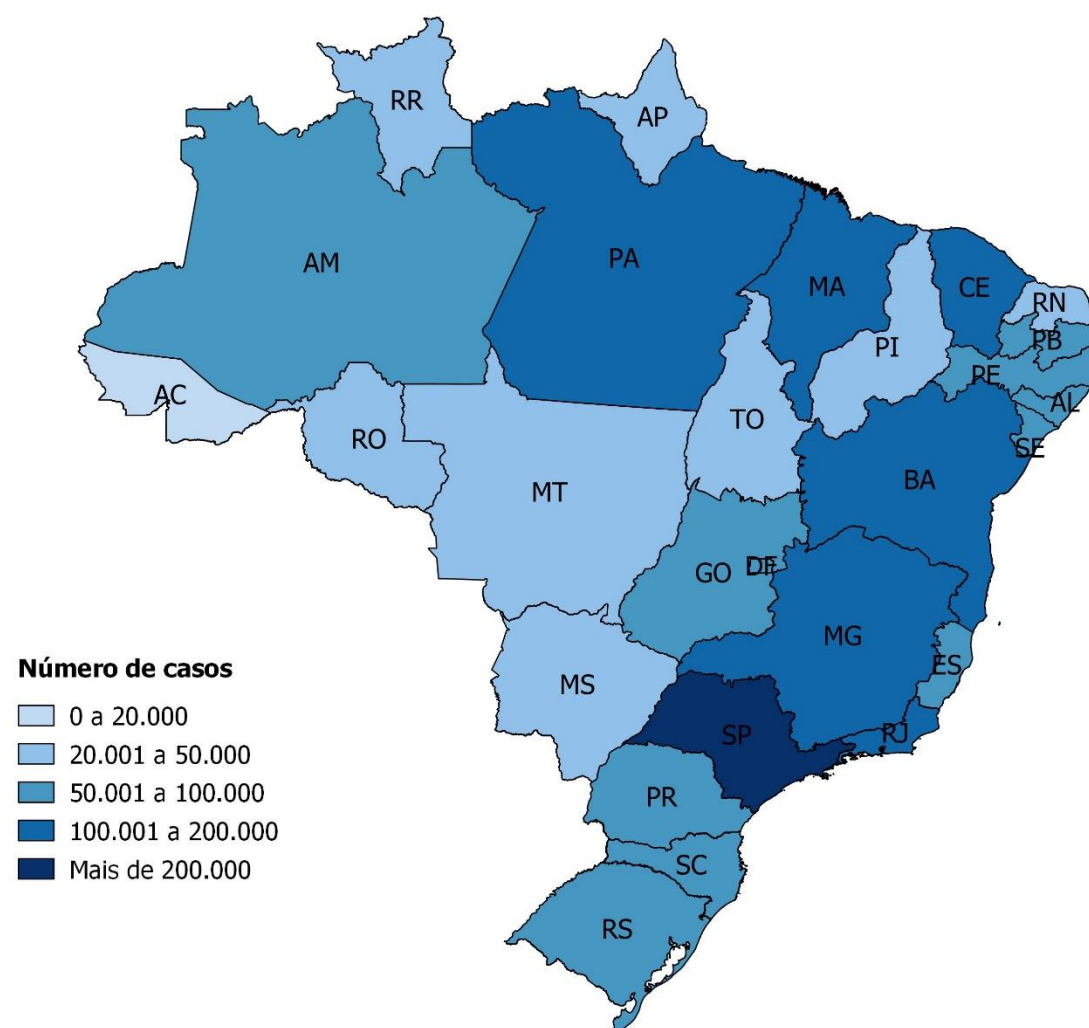 RR
AP
AM
PA
MA
CE
RN
PB
PI
PE
AC
AL
TO
RO
SE
BA
MT
DF
GO
MG
Número de casos
ES
MS
0 a 20.000
SP
RJ
20.001 a 50.000
50.001 a 100.000
PR
100.001 a 200.000
SC
Mais de 200.000
RS